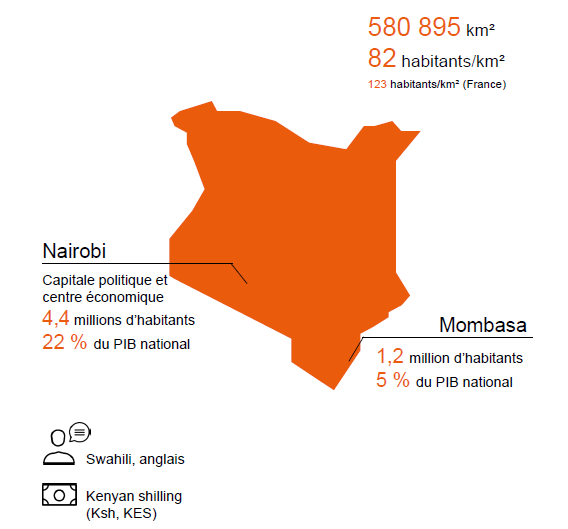 580 895 km²
82 habitants/km²
123 habitants/km² (France)
Nairobi
Capitale politique et
centre économique
4,4 millions d'habitants
22 % du PIB national
Mombasa
1,2 million d'habitants
5 % du PIB national
Swahili, anglais
Kenyan shilling
(Ksh, KES)